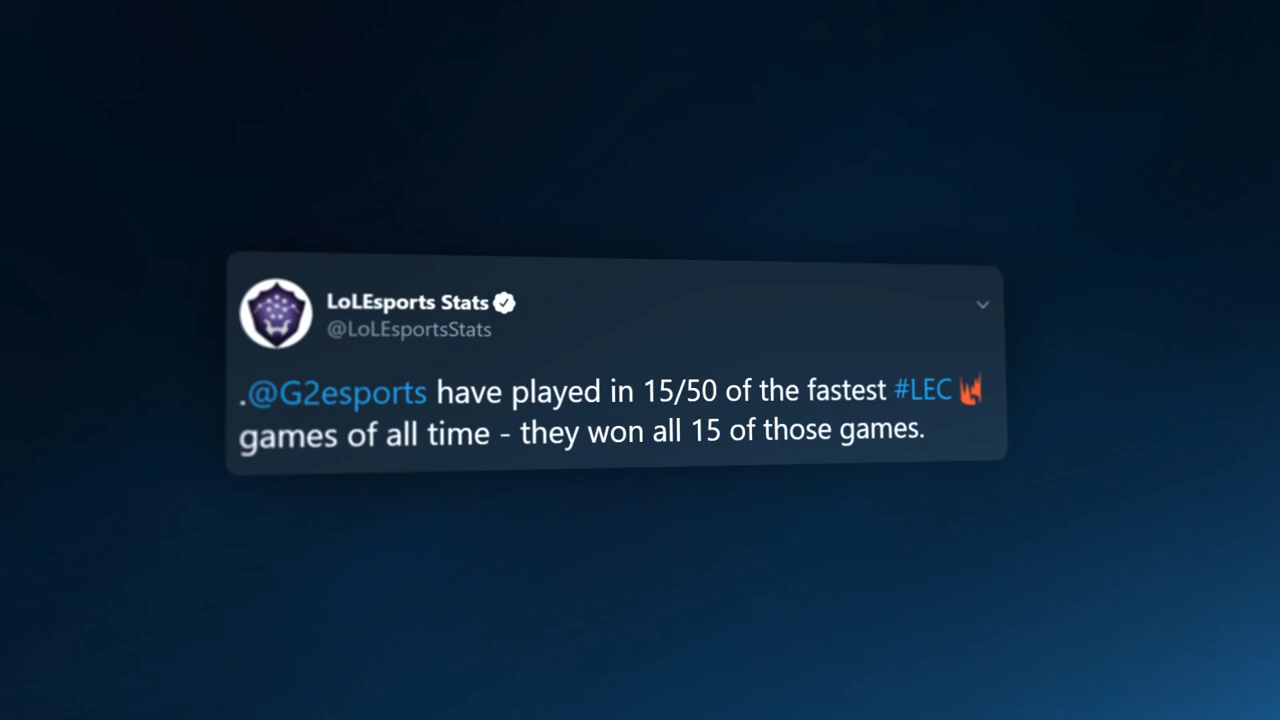 LoLEsports Stats
@LoLEsportsStats
.@G2esports have played in 15/50 of the fastest #LEC
games of all time - they won all 15 of those games.